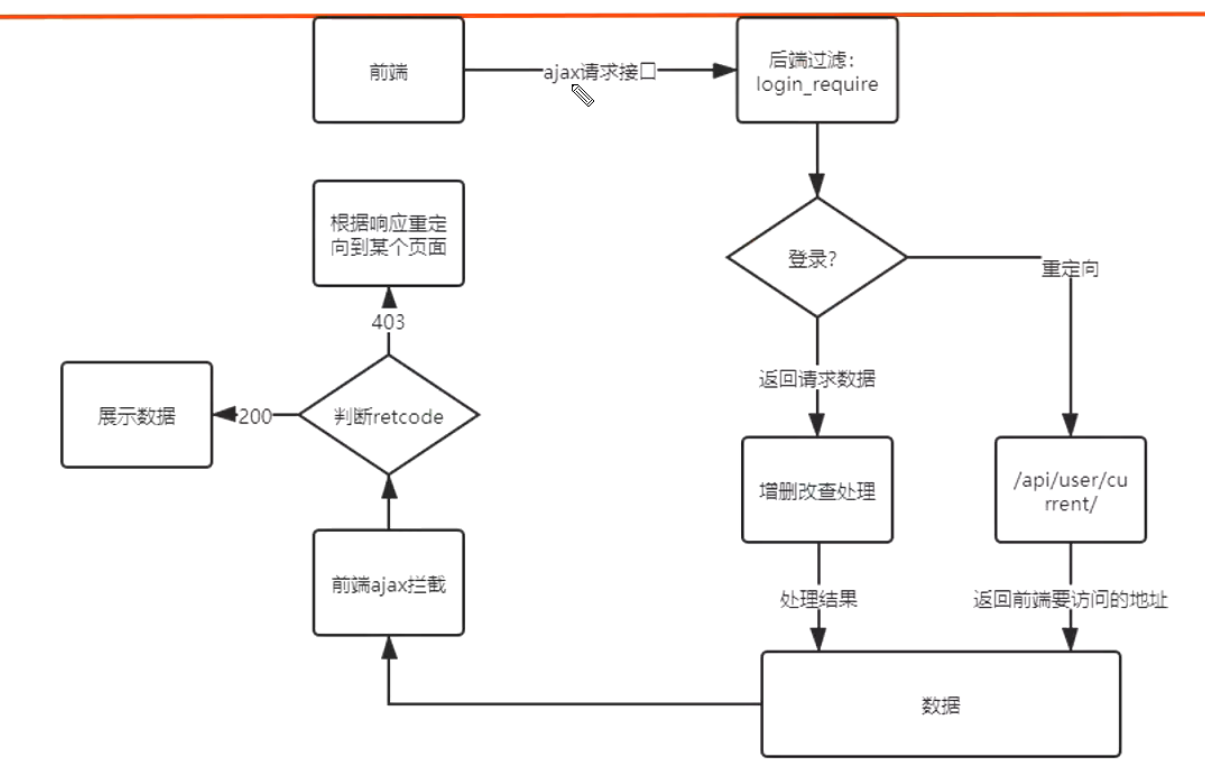 前端
ajax请求接口
后端过滤：
login_require
根据响应重定
向到某个页面
登录?
重定向
403
返回请求数据
展示数据
200
判断retcode
增删改查处理
/api/user/cu
rrent/
前端ajax拦截
处理结果
返回前端要访问的地址
数据